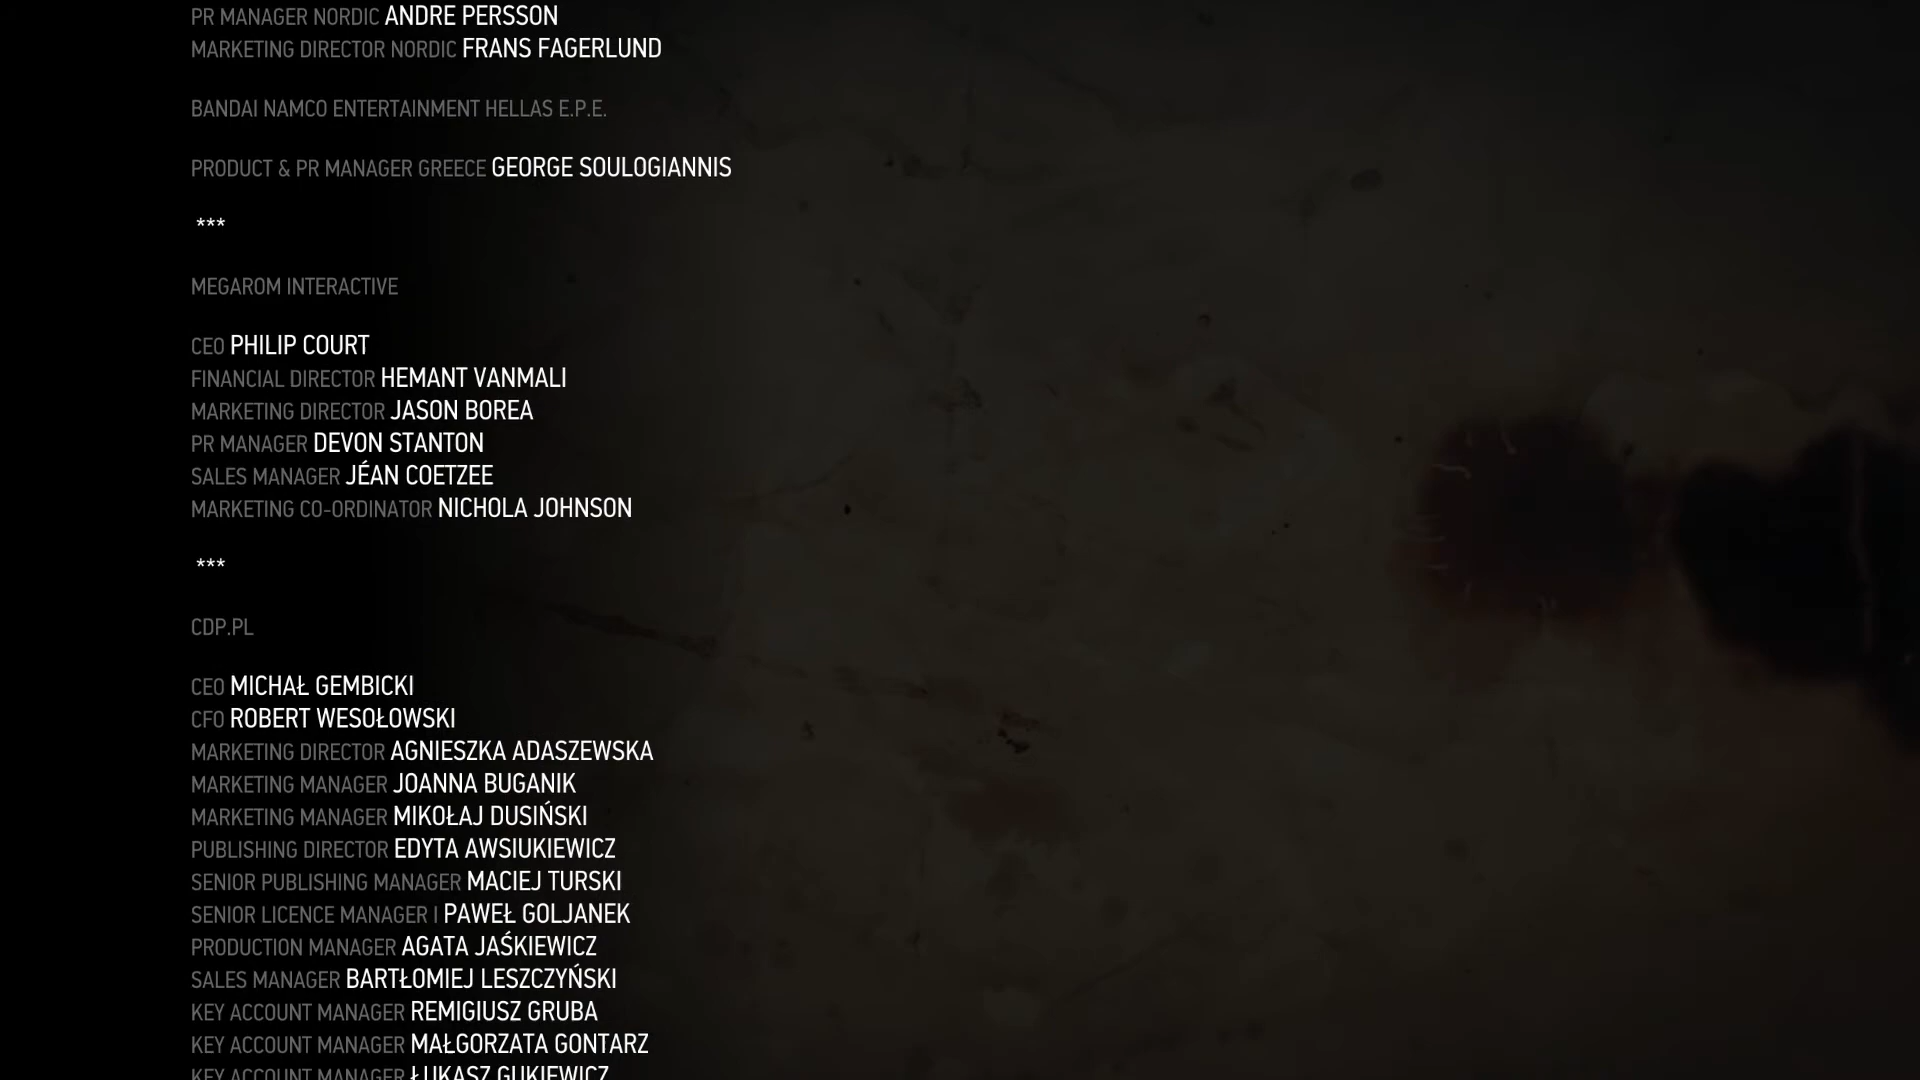 PR MANAGER NORDIC ANDRE PERSSON
MARKETING DIRECTOR NORDIC FRANS FAGERLUND
BANDAI NAMCO ENTERTAINMENT HELLAS E.P.E.
PRODUCT & PR MANAGER GREECE GEORGE SOULOGIANNIS
***
MEGAROM INTERACTIVE
CEO PHILIP COURT
FINANCIAL DIRECTOR HEMANT VANMALI
MARKETING DIRECTOR JASON BOREA
PR MANAGER DEVON STANTON
SALES MANAGER JÉAN COETZEE
MARKETING CO-ORDINATOR NICHOLA JOHNSON
***
CDP.PL
CEO MICHAŁ GEMBICKI
CFO ROBERT WESOŁOWSKI
MARKETING DIRECTOR AGNIESZKA ADASZEWSKA
MARKETING MANAGER JOANNA BUGANIK
MARKETING MANAGER MIKOŁAJ DUSIŃSKI
PUBLISHING DIRECTOR EDYTA AWSIUKIEWICZ
SENIOR PUBLISHING MANAGER MACIEJ TURSKI
SENIOR LICENCE MANAGER I PAWEŁ GOLJANEK
PRODUCTION MANAGER AGATA JAŚKIEWICZ
SALES MANAGER BARTŁOMIEJ LESZCZYŃSKI
KEY ACCOUNT MANAGER REMIGIUSZ GRUBA
KEY ACCOUNT MANAGER MAŁGORZATA GONTARZ
KEY ACCOUNT MANAGER ŁUKASZ GUKIEWICZ